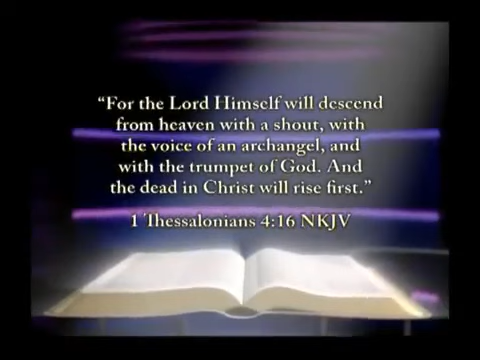 “For the Lord Himself will descend
from heaven with a shout, with
the voice of an archangel, and
with the trumpet of God. And
the dead in Christ will rise first.”
1 Thessalonians 4:16 NKJV